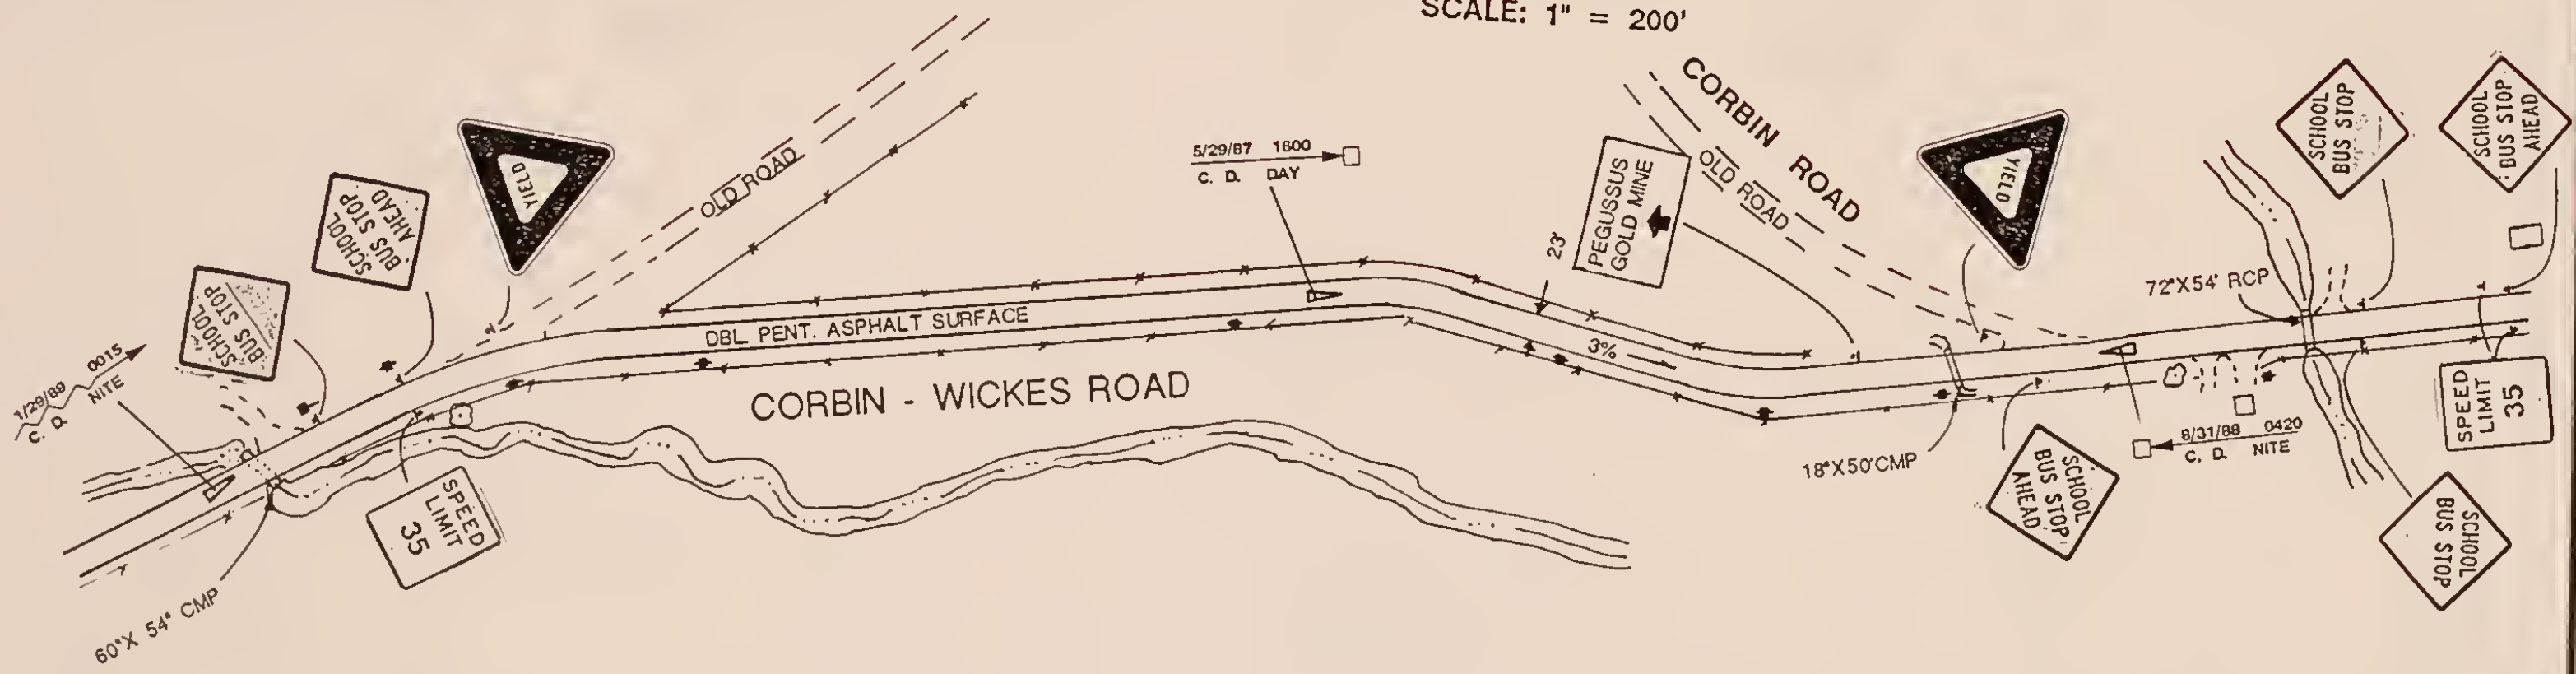 SCALE: 1" = 200'
CORBIN ROAD
OLD ROAD
SCHOOL
BUS STOP
SCHOOL
BUS STOP
AHEAD
YIELD
OLD ROAD
5/29/87 1600
C. D. DAY
23'
PEGUSSUS
GOLD MINE
YIELD
72"X54' RCP
SCHOOL
BUS STOP
SCHOOL
BUS STOP
AHEAD
1/29/89 0015
C. D. NITE
DBL. PENT. ASPHALT SURFACE
3%
CORBIN - WICKES ROAD
SPEED
LIMIT
35
60"X 54" CMP
18"X50'CMP
SCHOOL
BUS STOP
AHEAD
8/31/88 0420
C. D. NITE
SPEED
LIMIT
35
SCHOOL
BUS STOP